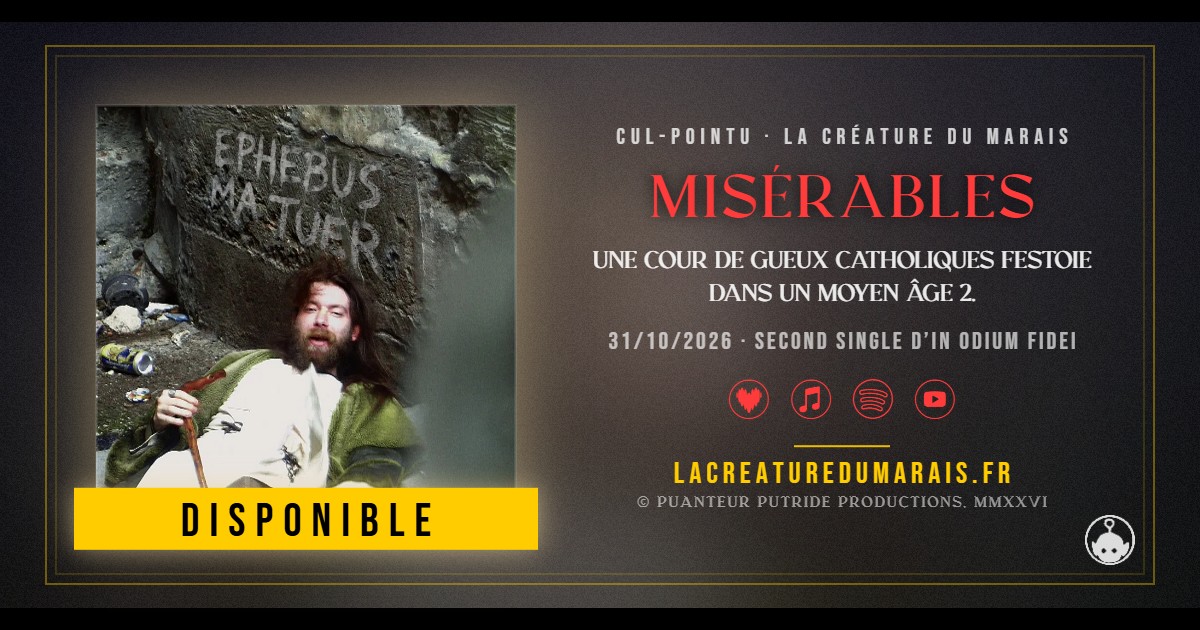 EPHEBUS
MA TUER
DISPONIBLE
CUL-POINTU · LA CRÉATURE DU MARAIS
MISÉRABLES
UNE COUR DE GUEUX CATHOLIQUES FESTOIE
DANS UN MOYEN ÂGE 2.
31/10/2026 · SECOND SINGLE D'IN ODIUM FIDEI
LACREATUREDUMARAIS.FR
© PUANTEUR PUTRIDE PRODUCTIONS, MMXXVI